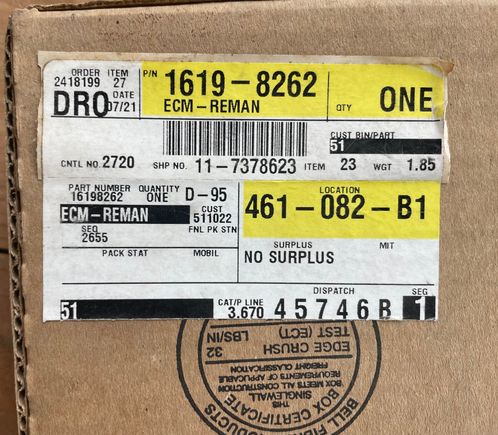 ORDER ITEM
2418199 27
DATE
DRO 07/21
P/N 1619-8262
ECM-REMAN
QTY ONE
CUST BIN/PART
51
CNTL NO. 2720 SHP NO. 11-7378623 ITEM 23 WGT 1.85
PART NUMBER QUANTITY
16198262 ONE D-95
ECM-REMAN CUST
511022
SEQ FNL PK STN
2655
PACK STAT MOBIL
LOCATION
461-082-B1
SURPLUS MIT
NO SURPLUS
DISPATCH SEG
51 CAT/P LINE
3.670 45746B 1
BOX CERTIFICATE
THIS
SINGLEWALL
BOX MEETS ALL CONSTRUCTION
REQUIREMENTS OF APPLICABLE
FREIGHT CLASSIFICATION
EDGE CRUSH
TEST (ECT)
32
LBS/IN
BELL